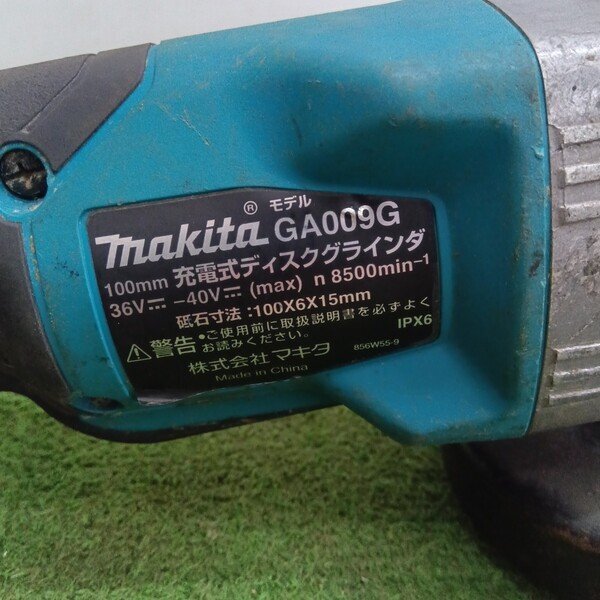 モデル
makita® GA009G
100mm 充電式ディスクグラインダ
36V⎓ -40V⎓ (max) n 8500min-1
砥石寸法:100X6X15mm
⚠警告 •ご使用前に取扱説明書を必ずよく
お読みください。 IPX6
株式会社マキタ 856W55-9
Made in China